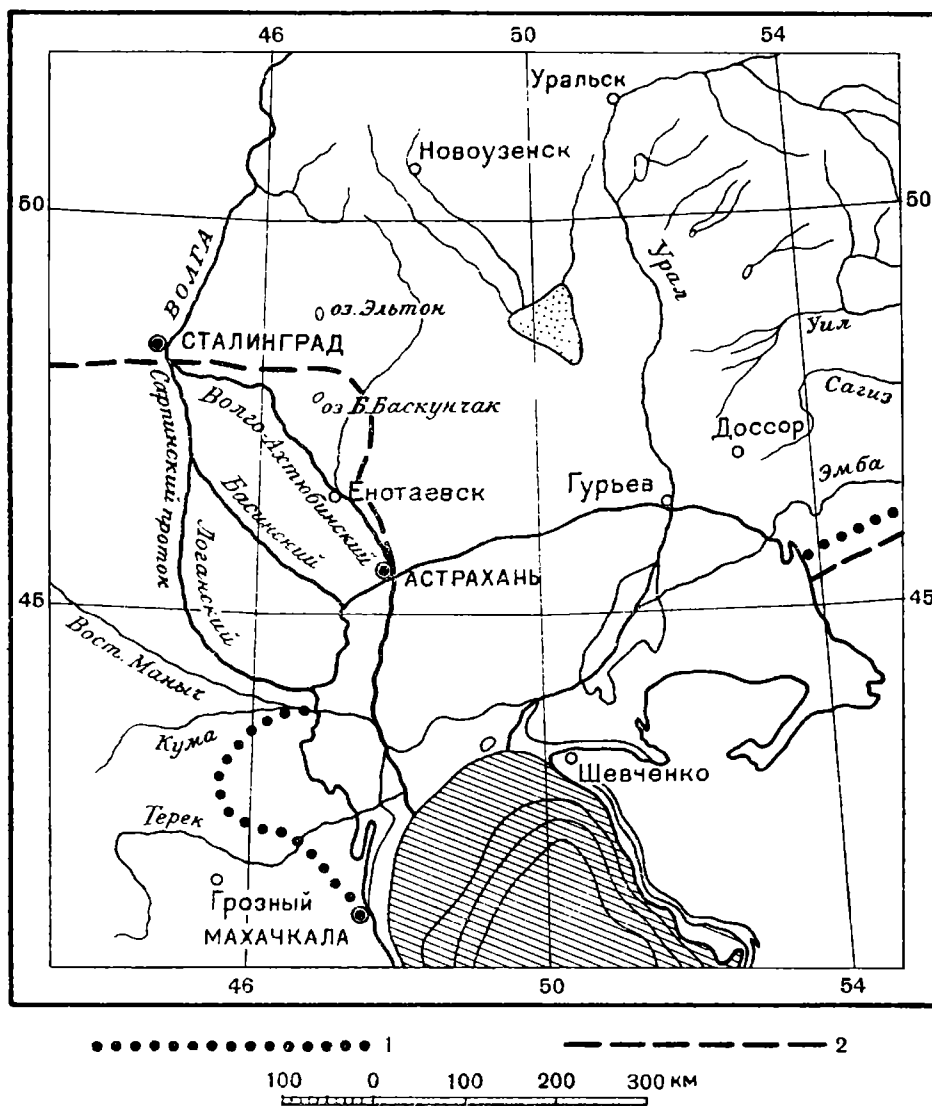 46 50 54
Уральск
Новоузенск
50 50
ВОЛГА
Урал
оз. Эльтон
Уил
СТАЛИНГРАД
Сагиз
оз. Б. Баскунчак
Сарпинский проток
Волго-Ахтюбинский
Доссор
Эмба
Енотаевск
Гурьев
Басинский
АСТРАХАНЬ
Логанский
45 45
Вост. Маныч
Кума
Шевченко
Терек
Грозный
МАХАЧКАЛА
46 50 54
1 2
100 0 100 200 300 км